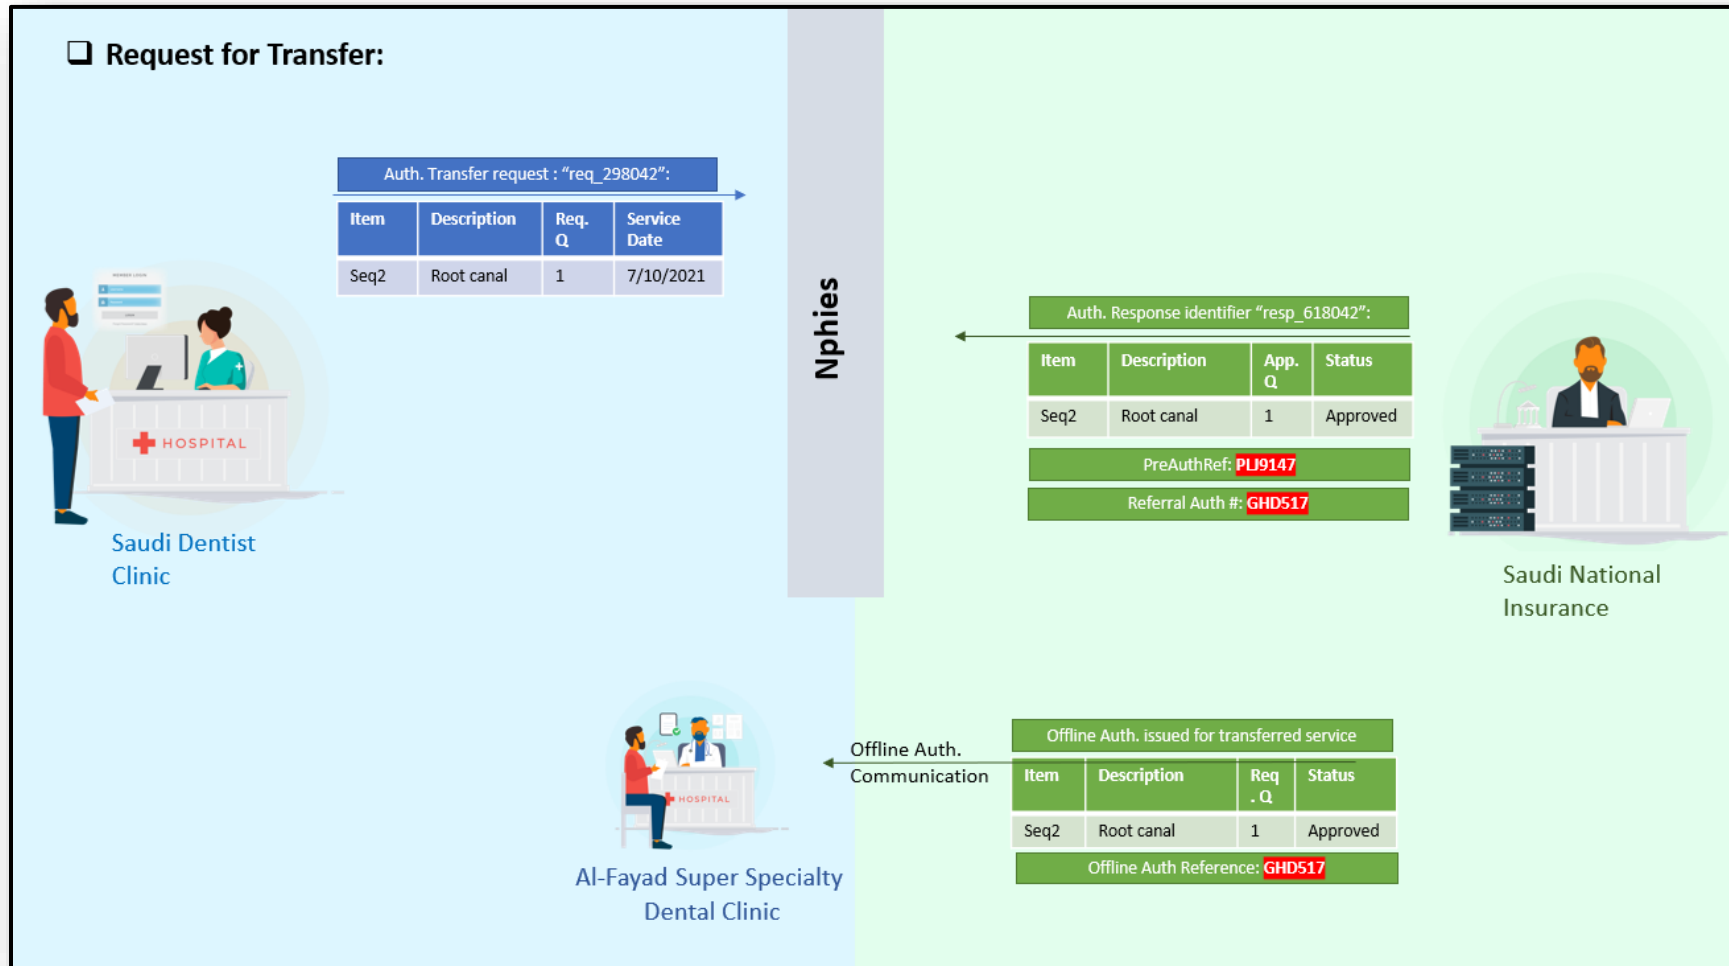 Request for Transfer:
Auth. Transfer request : “req_298042”:
Item Description Req. Q Service Date
Seq2 Root canal 1 7/10/2021
MEMBER LOGIN
HOSPITAL
Saudi Dentist
Clinic
Nphies
Auth. Response identifier “resp_618042”:
Item Description App. Q Status
Seq2 Root canal 1 Approved
PreAuthRef: PLJ9147
Referral Auth #: GHD517
Saudi National
Insurance
HOSPITAL
Al-Fayad Super Specialty
Dental Clinic
Offline Auth.
Communication
Offline Auth. issued for transferred service
Item Description Req . Q Status
Seq2 Root canal 1 Approved
Offline Auth Reference: GHD517